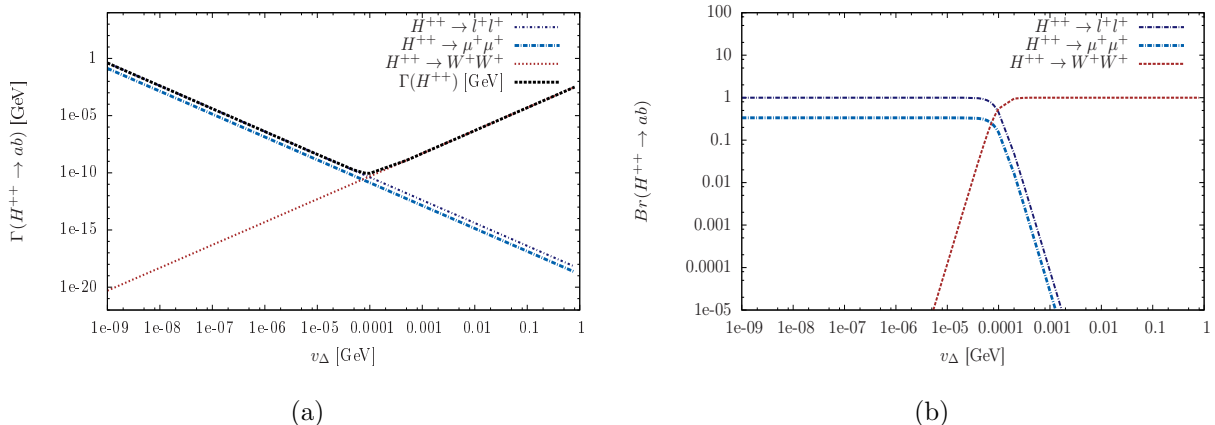 H⁺⁺ → l⁺l⁺
H⁺⁺ → μ⁺μ⁺
H⁺⁺ → W⁺W⁺
Γ(H⁺⁺) [GeV]
Γ(H⁺⁺ → ab) [GeV]
1
1e-05
1e-10
1e-15
1e-20
1e-09 1e-08 1e-07 1e-06 1e-05 0.0001 0.001 0.01 0.1 1
v_Δ [GeV]
(a)
H⁺⁺ → l⁺l⁺
H⁺⁺ → μ⁺μ⁺
H⁺⁺ → W⁺W⁺
Br(H⁺⁺ → ab)
100
10
1
0.1
0.01
0.001
0.0001
1e-05
1e-09 1e-08 1e-07 1e-06 1e-05 0.0001 0.001 0.01 0.1 1
v_Δ [GeV]
(b)